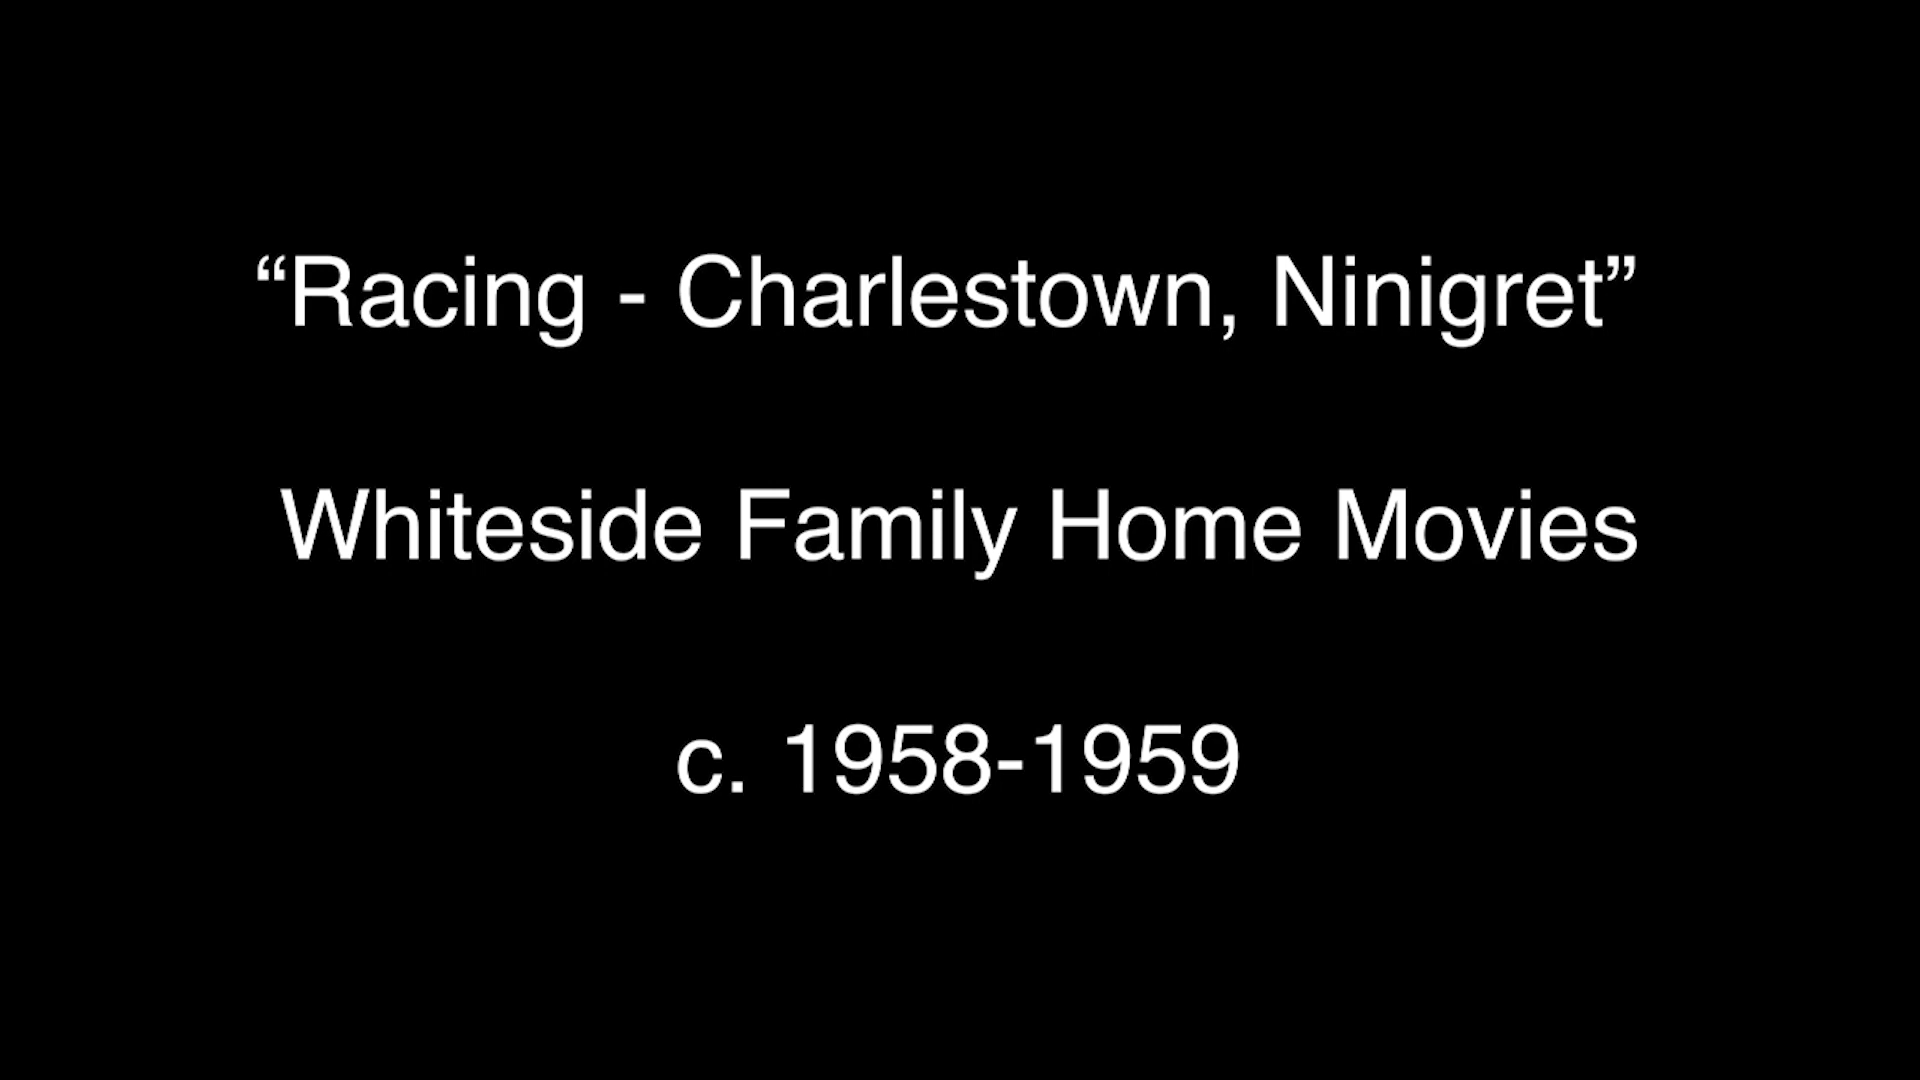 “Racing - Charlestown, Ninigret”
Whiteside Family Home Movies
c. 1958-1959